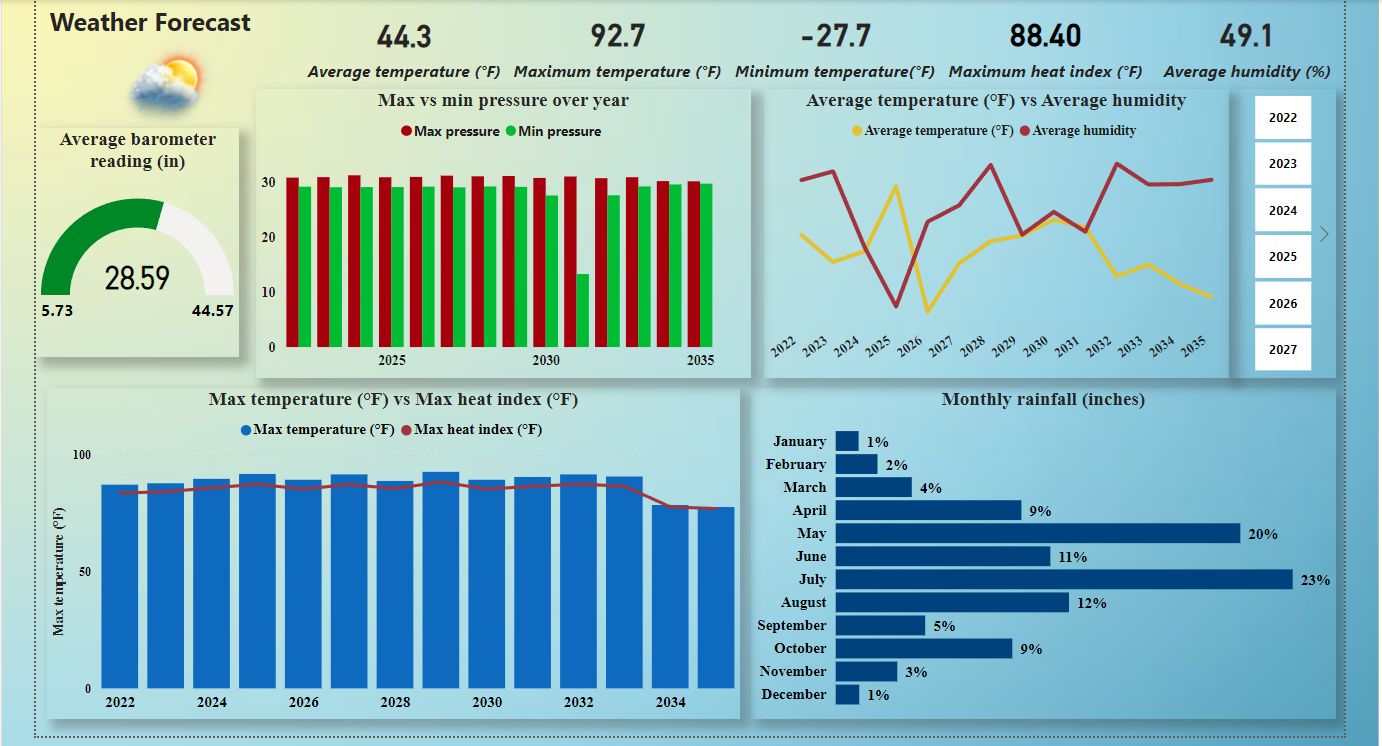 Weather Forecast
44.3
Average temperature (°F)
92.7
Maximum temperature (°F)
-27.7
Minimum temperature(°F)
88.40
Maximum heat index (°F)
49.1
Average humidity (%)
Average barometer
reading (in)
28.59
5.73
44.57
Max vs min pressure over year
Max pressure
Min pressure
30
20
10
0
2025
2030
2035
Average temperature (°F) vs Average humidity
Average temperature (°F)
Average humidity
2022
2023
2024
2025
2026
2027
2028
2029
2030
2031
2032
2033
2034
2035
2022
2023
2024
2025
2026
2027
Max temperature (°F) vs Max heat index (°F)
Max temperature (°F)
Max heat index (°F)
Max temperature (°F)
100
50
0
2022
2024
2026
2028
2030
2032
2034
Monthly rainfall (inches)
January 1%
February 2%
March 4%
April 9%
May 20%
June 11%
July 23%
August 12%
September 5%
October 9%
November 3%
December 1%